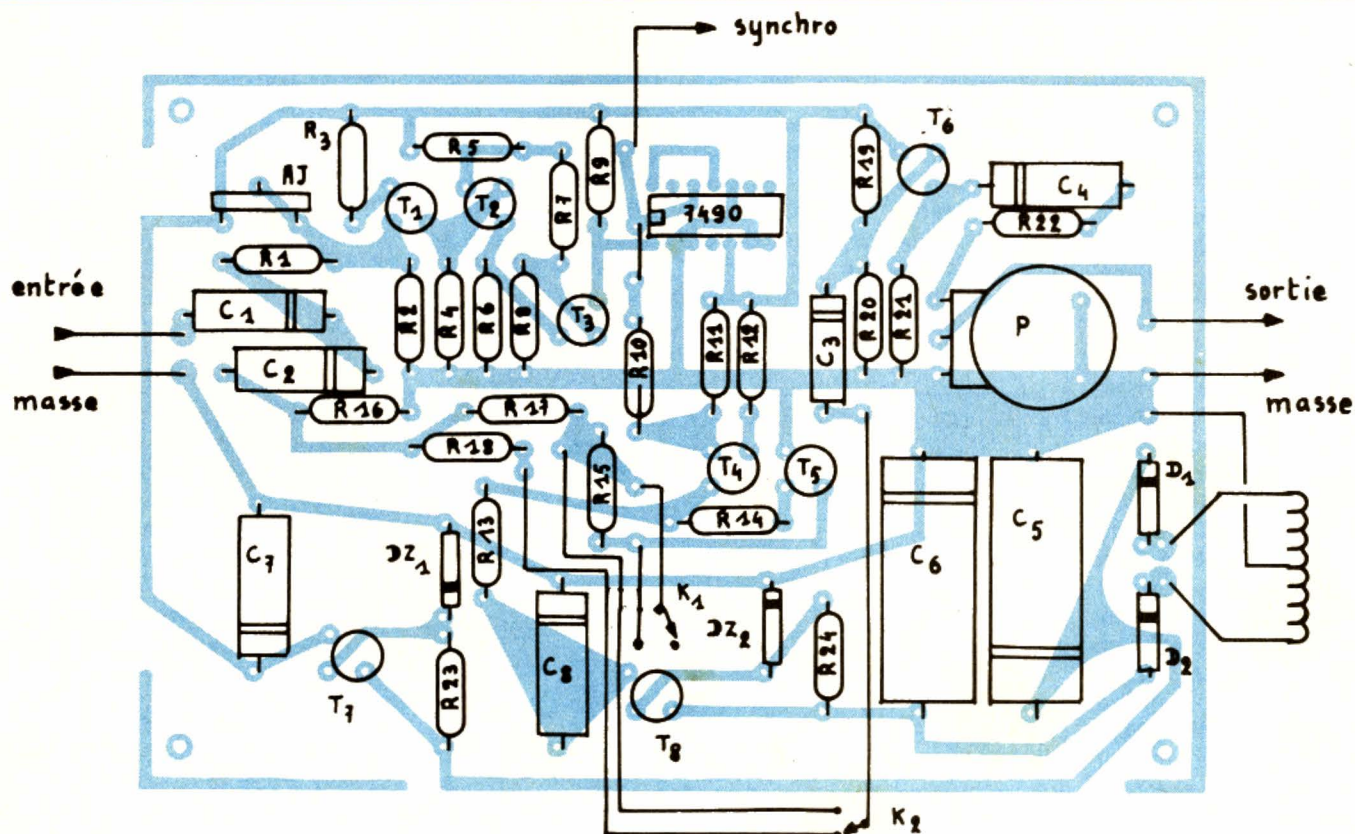 synchro
T6
R3
R5
R9
R19
AJ
T1
T2
R7
7490
C4
R22
R1
entrée
C1
R2
R4
R6
R8
T3
R10
R11
R12
C3
R20
R21
P
sortie
C2
masse
R16
R17
masse
R18
R15
T4
T5
D1
R14
C7
DZ1
R13
C6
C5
K1
DZ2
C8
R24
D2
R23
T7
T8
K2